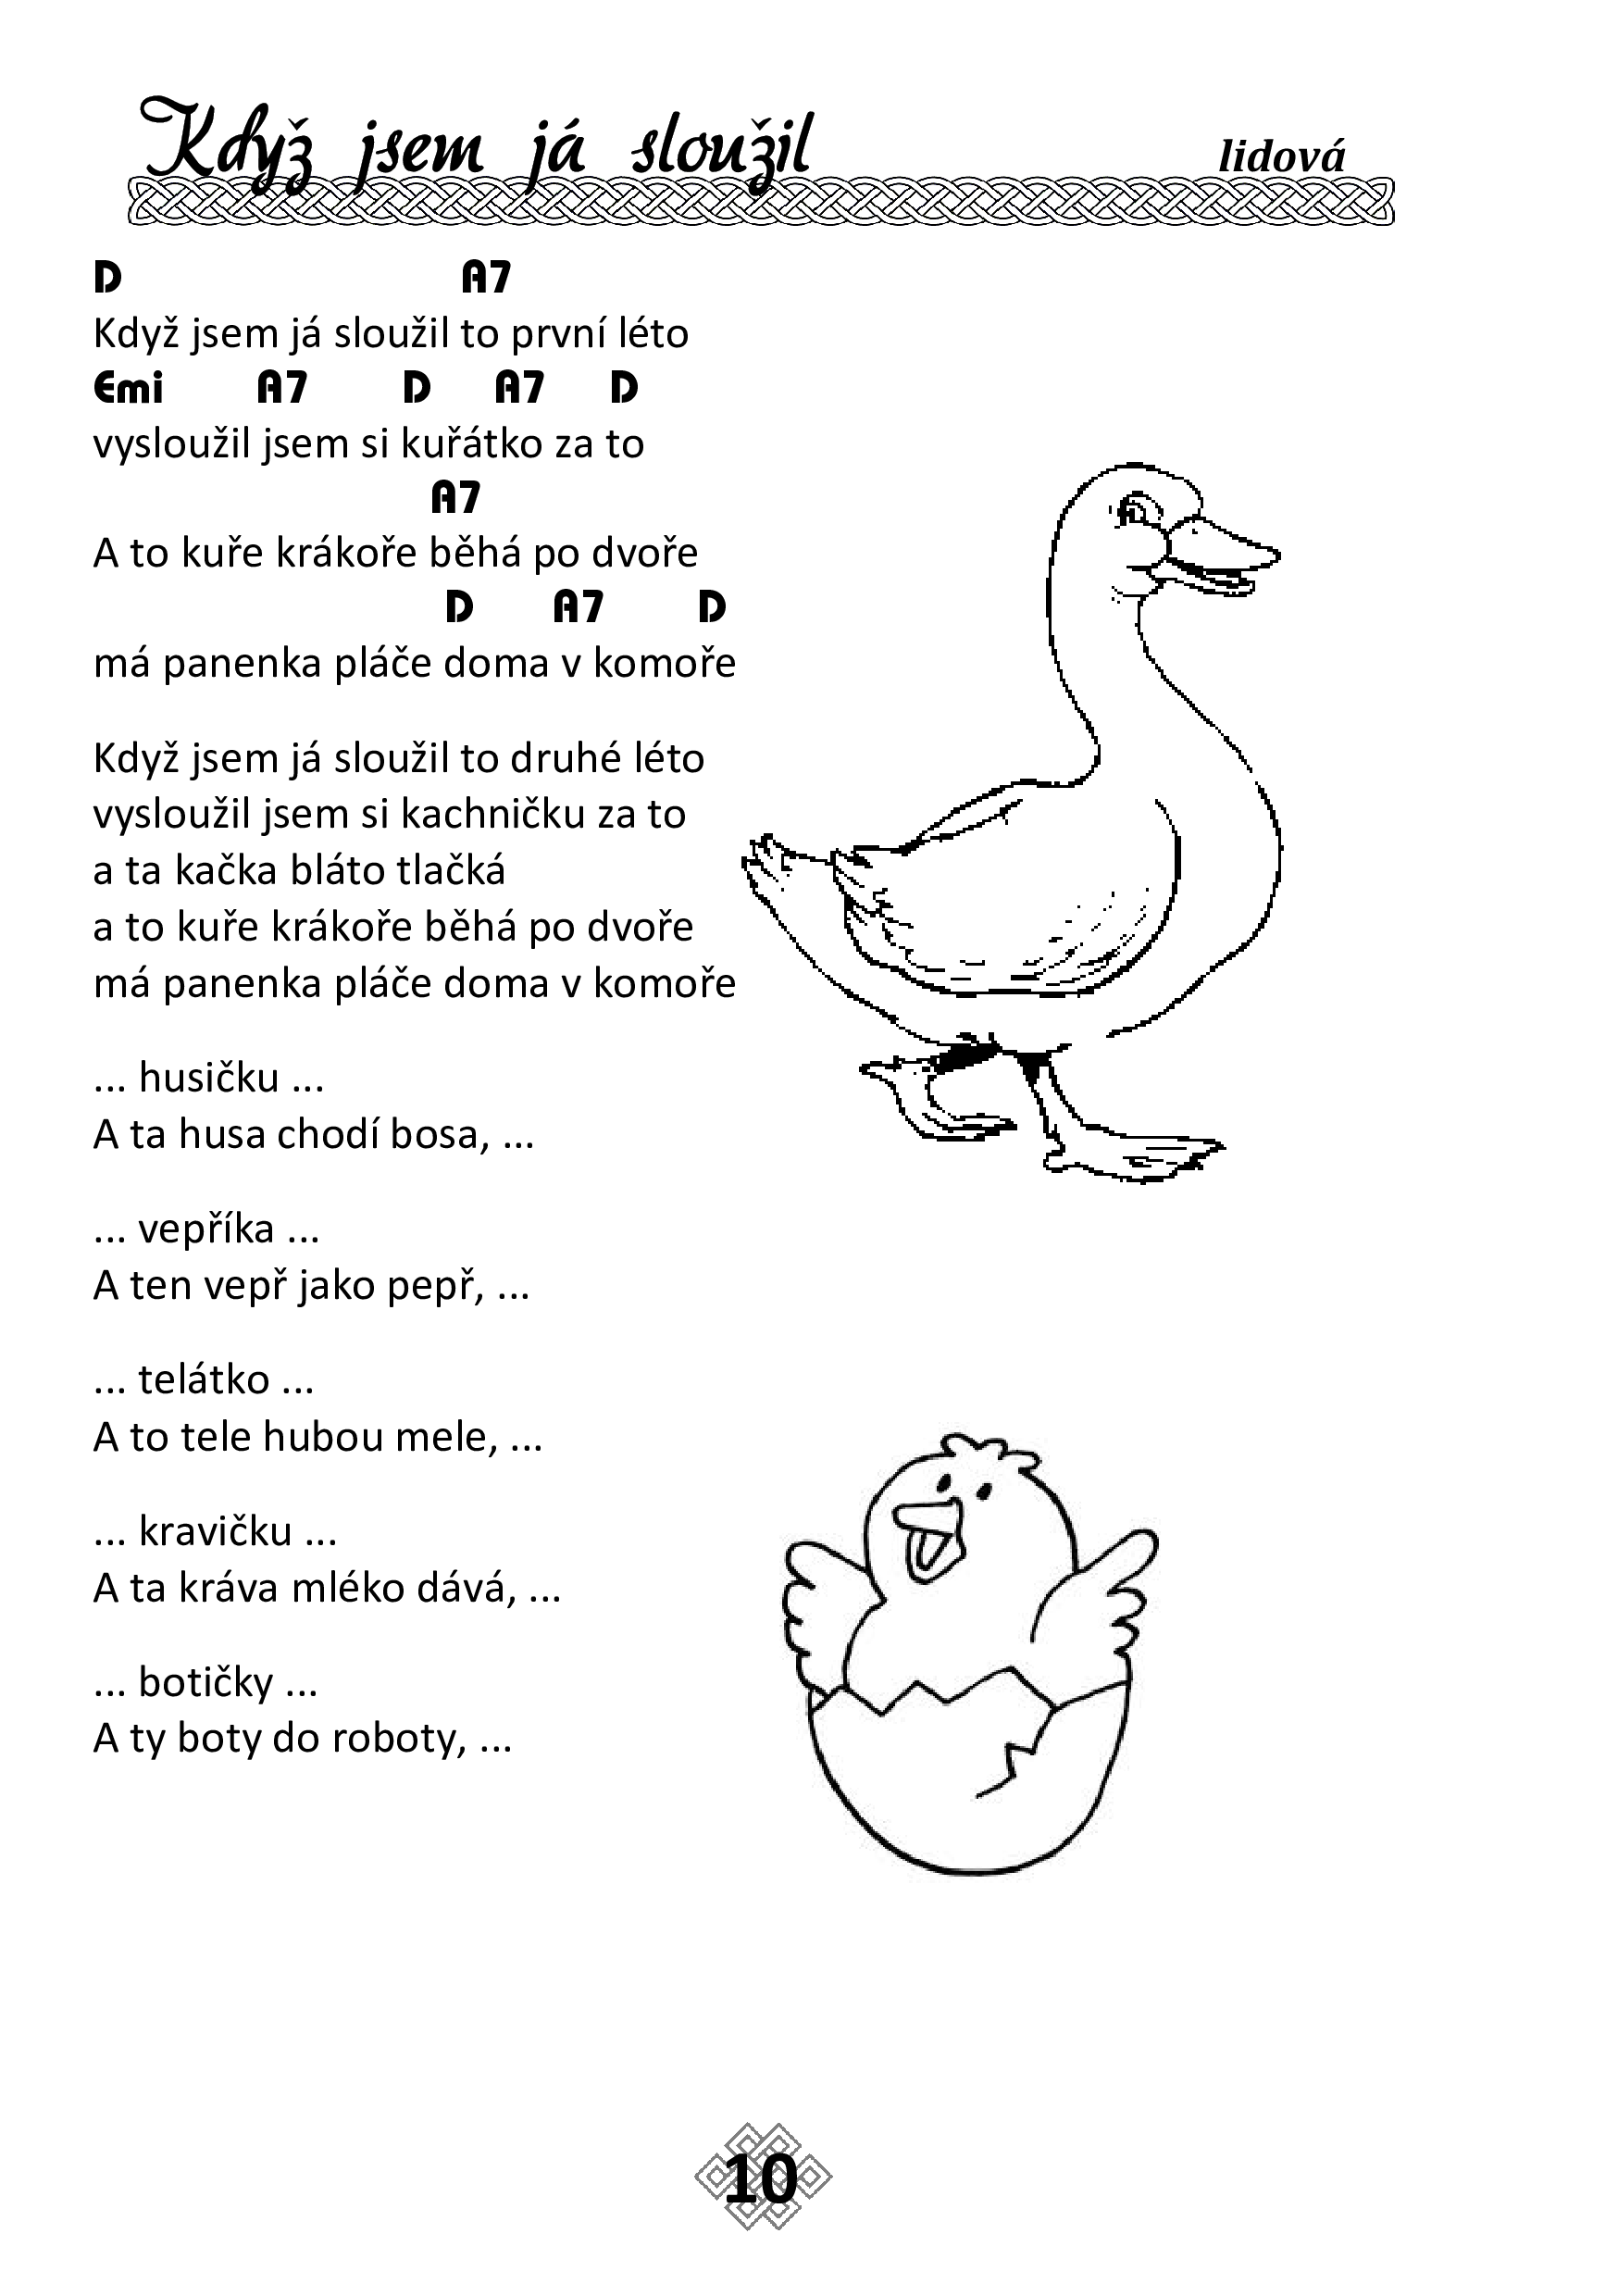 Když jsem já sloužil lidová
D A7
Když jsem já sloužil to první léto
Emi A7 D A7 D
vysloužil jsem si kuřátko za to
A7
A to kuře krákoře běhá po dvoře
D A7 D
má panenka pláče doma v komoře
Když jsem já sloužil to druhé léto
vysloužil jsem si kachničku za to
a ta kačka bláto tlačká
a to kuře krákoře běhá po dvoře
má panenka pláče doma v komoře
... husičku ...
A ta husa chodí bosa, ...
... vepříka ...
A ten vepř jako pepř, ...
... telátko ...
A to tele hubou mele, ...
... kravičku ...
A ta kráva mléko dává, ...
... botičky ...
A ty boty do roboty, ...
10